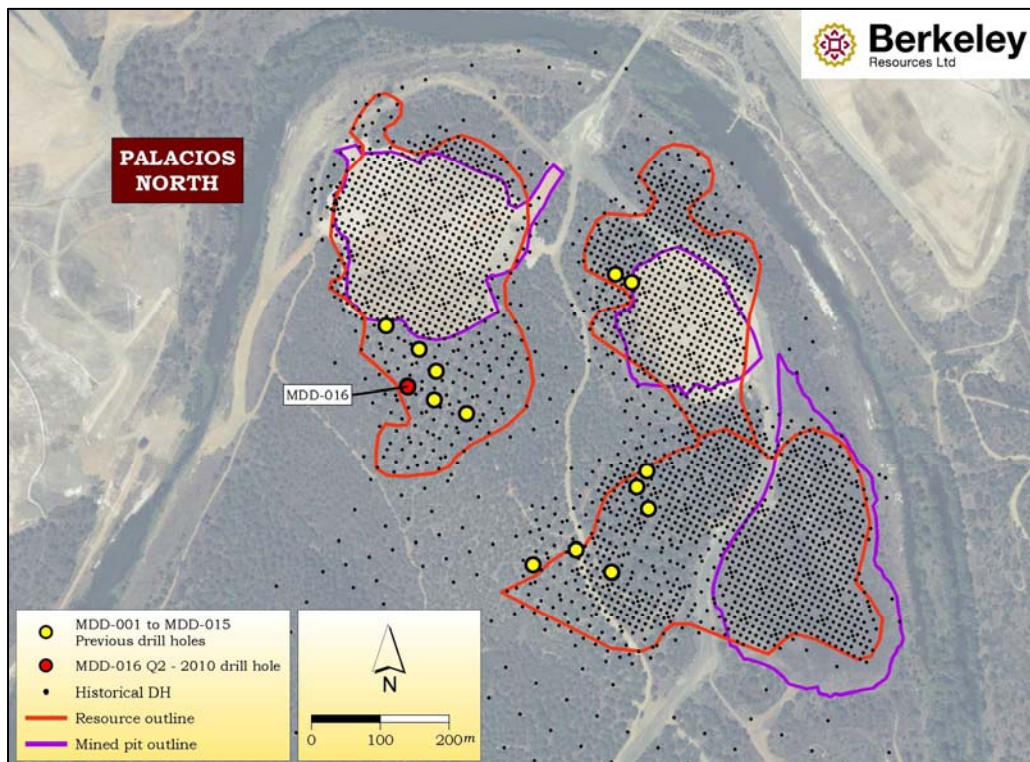 Berkeley
Resources Ltd
PALACIOS
NORTH
MDD-016
MDD-001 to MDD-015
Previous drill holes
MDD-016 Q2 - 2010 drill hole
Historical DH
Resource outline
Mined pit outline
N
0 100 200m